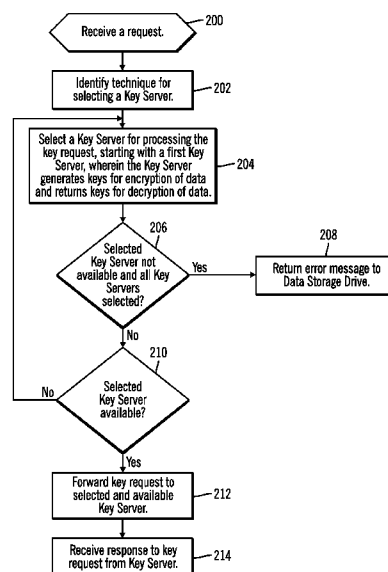 200
Receive a request.
Identify technique for
selecting a Key Server.
202
Select a Key Server for processing the
key request, starting with a first Key
Server, wherein the Key Server
generates keys for encryption of data
and returns keys for decryption of data.
204
206
Selected
Key Server not
available and all Key
Servers
selected?
Yes
208
Return error message to
Data Storage Drive.
No
210
Selected
Key Server
available?
No
Yes
Forward key request to
selected and available
Key Server.
212
Receive response to key
request from Key Server.
214